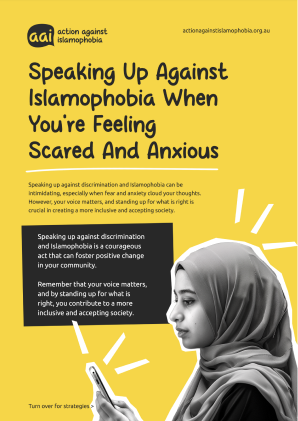 aai action against
islamophobia
actionagainstislamophobia.org.au
Speaking Up Against
Islamophobia When
You're Feeling
Scared And Anxious
Speaking up against discrimination and Islamophobia can be
intimidating, especially when fear and anxiety cloud your thoughts.
However, your voice matters, and standing up for what is right is
crucial in creating a more inclusive and accepting society.
Speaking up against discrimination
and Islamophobia is a courageous
act that can foster positive change
in your community.
Remember that your voice matters,
and by standing up for what is
right, you contribute to a more
inclusive and accepting society.
Turn over for strategies >